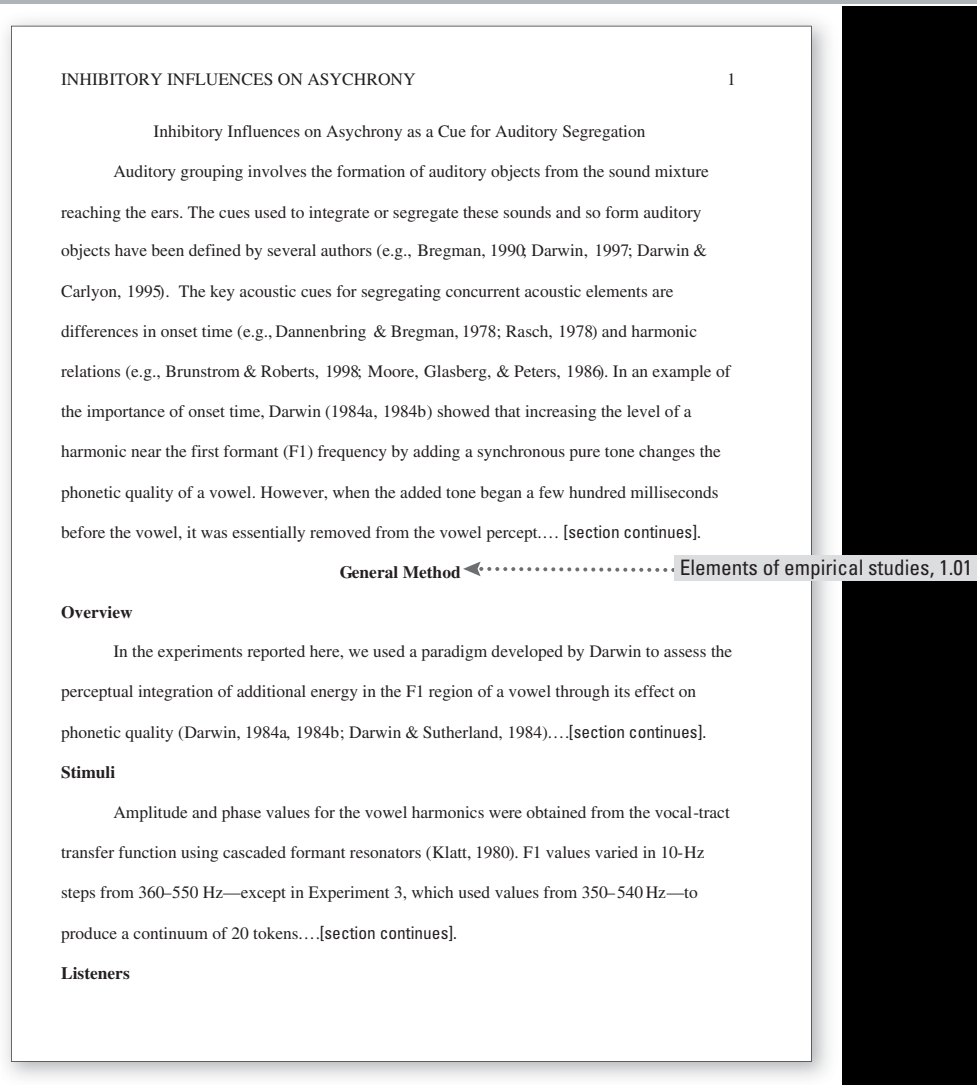 INHIBITORY INFLUENCES ON ASYCHRONY 1
Inhibitory Influences on Asychrony as a Cue for Auditory Segregation
Auditory grouping involves the formation of auditory objects from the sound mixture
reaching the ears. The cues used to integrate or segregate these sounds and so form auditory
objects have been defined by several authors (e.g., Bregman, 1990; Darwin, 1997; Darwin &
Carlyon, 1995). The key acoustic cues for segregating concurrent acoustic elements are
differences in onset time (e.g., Dannenbring & Bregman, 1978; Rasch, 1978) and harmonic
relations (e.g., Brunstrom & Roberts, 1998; Moore, Glasberg, & Peters, 1986). In an example of
the importance of onset time, Darwin (1984a, 1984b) showed that increasing the level of a
harmonic near the first formant (F1) frequency by adding a synchronous pure tone changes the
phonetic quality of a vowel. However, when the added tone began a few hundred milliseconds
before the vowel, it was essentially removed from the vowel percept.… [section continues].
General Method
Elements of empirical studies, 1.01
Overview
In the experiments reported here, we used a paradigm developed by Darwin to assess the
perceptual integration of additional energy in the F1 region of a vowel through its effect on
phonetic quality (Darwin, 1984a, 1984b; Darwin & Sutherland, 1984).…[section continues].
Stimuli
Amplitude and phase values for the vowel harmonics were obtained from the vocal-tract
transfer function using cascaded formant resonators (Klatt, 1980). F1 values varied in 10-Hz
steps from 360–550 Hz—except in Experiment 3, which used values from 350–540 Hz—to
produce a continuum of 20 tokens.…[section continues].
Listeners